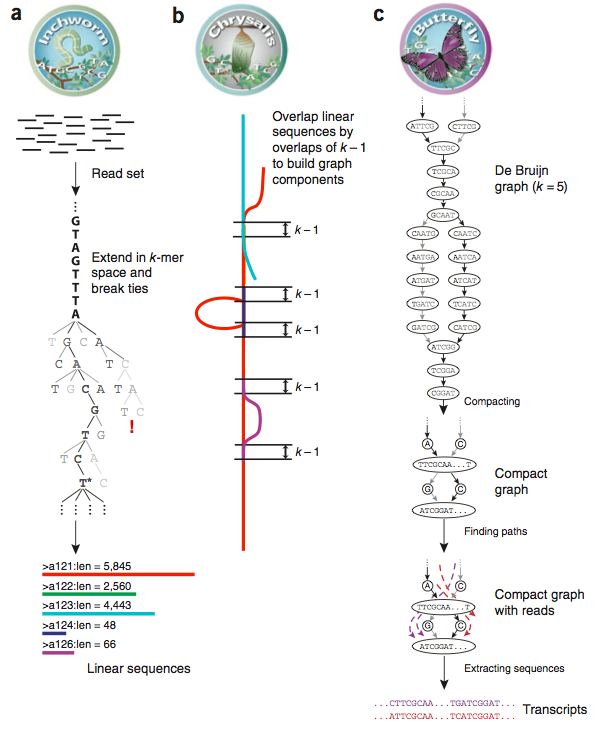 a
Inchworm
Read set
G
T
A
G
T
T
T
A
Extend in k-mer
space and
break ties
T G C A
C A T C
T G C A T A
G T C
!
T G
T C A
T* C
>a121:len = 5,845
>a122:len = 2,560
>a123:len = 4,443
>a124:len = 48
>a126:len = 66
Linear sequences
b
Chrysalis
Overlap linear
sequences by
overlaps of k – 1
to build graph
components
k – 1
k – 1
k – 1
k – 1
k – 1
c
Butterfly
ATTCG CTTCG
TTCGC
TCGCA
CGCAA
GCAAT
CAATG CAATC
AATGA AATCA
ATGAT ATCAT
TGATC TCATC
GATCG CATCG
ATCGG
TCGGA
CGGAT
De Bruijn
graph (k = 5)
Compacting
A C
TTCGCAA...T
G C
ATCGGAT...
Compact
graph
Finding paths
A C
TTCGCAA...T
G C
ATCGGAT...
Compact graph
with reads
Extracting sequences
...CTTCGCAA...TGATCGGAT...
...ATTCGCAA...TCATCGGAT...
Transcripts